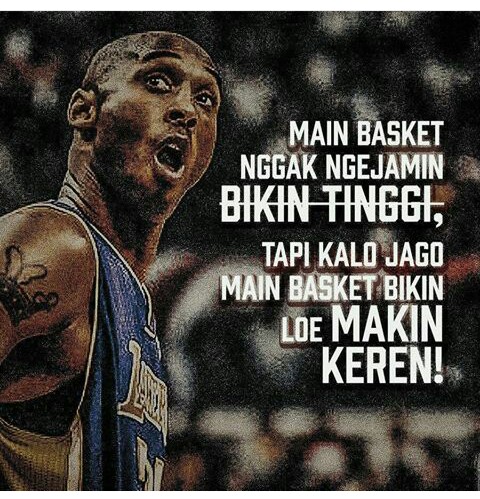 MAIN BASKET
NGGAK NGEJAMIN
BIKIN TINGGI,
TAPI KALO JAGO
MAIN BASKET BIKIN
LOE MAKIN
KEREN!